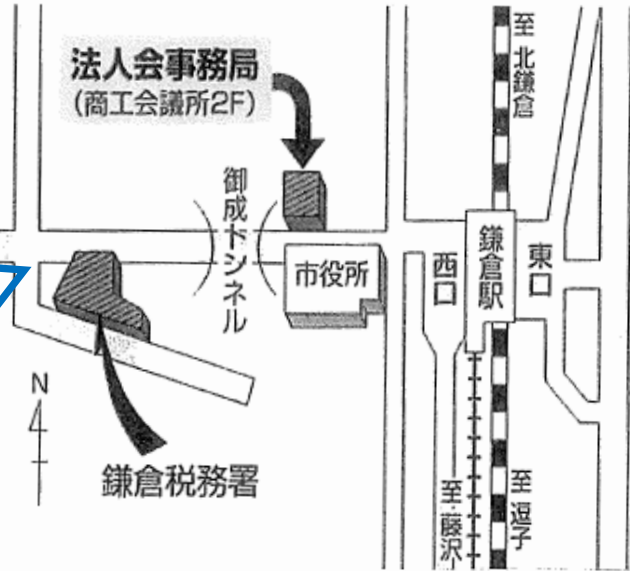 法人会事務局
(商工会議所2F)
至 北鎌倉
御成トンネル
市役所
西口
鎌倉駅
東口
N
鎌倉税務署
至・藤沢
至 逗子